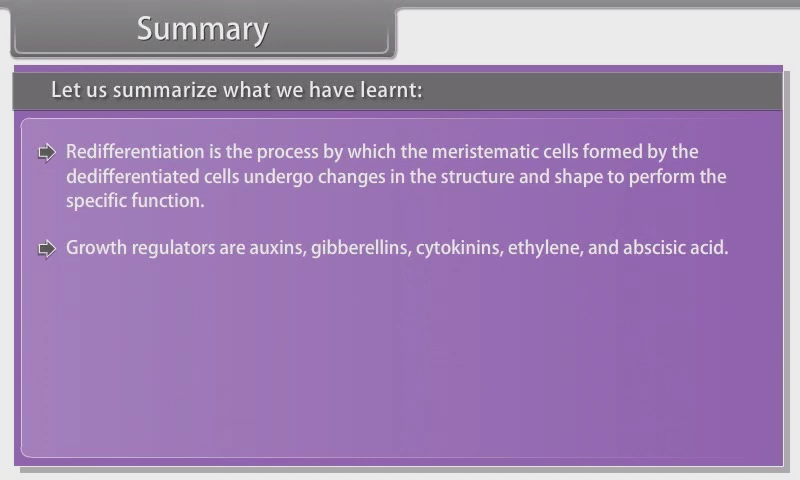 Summary
Let us summarize what we have learnt:
Redifferentiation is the process by which the meristematic cells formed by the
dedifferentiated cells undergo changes in the structure and shape to perform the
specific function.
Growth regulators are auxins, gibberellins, cytokinins, ethylene, and abscisic acid.